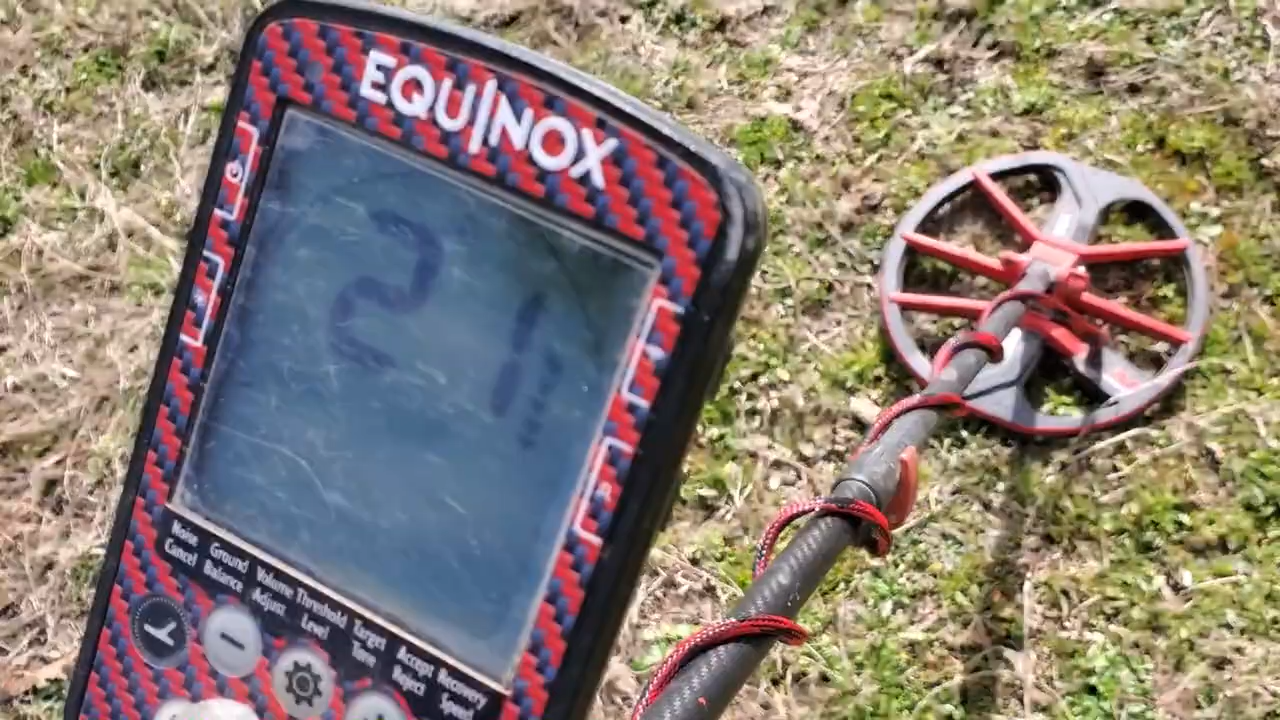 EQUINOX
21
Noise Cancel
Ground Balance
Volume Adjust
Threshold Level
Target Tone
Accept Reject
Recovery Speed